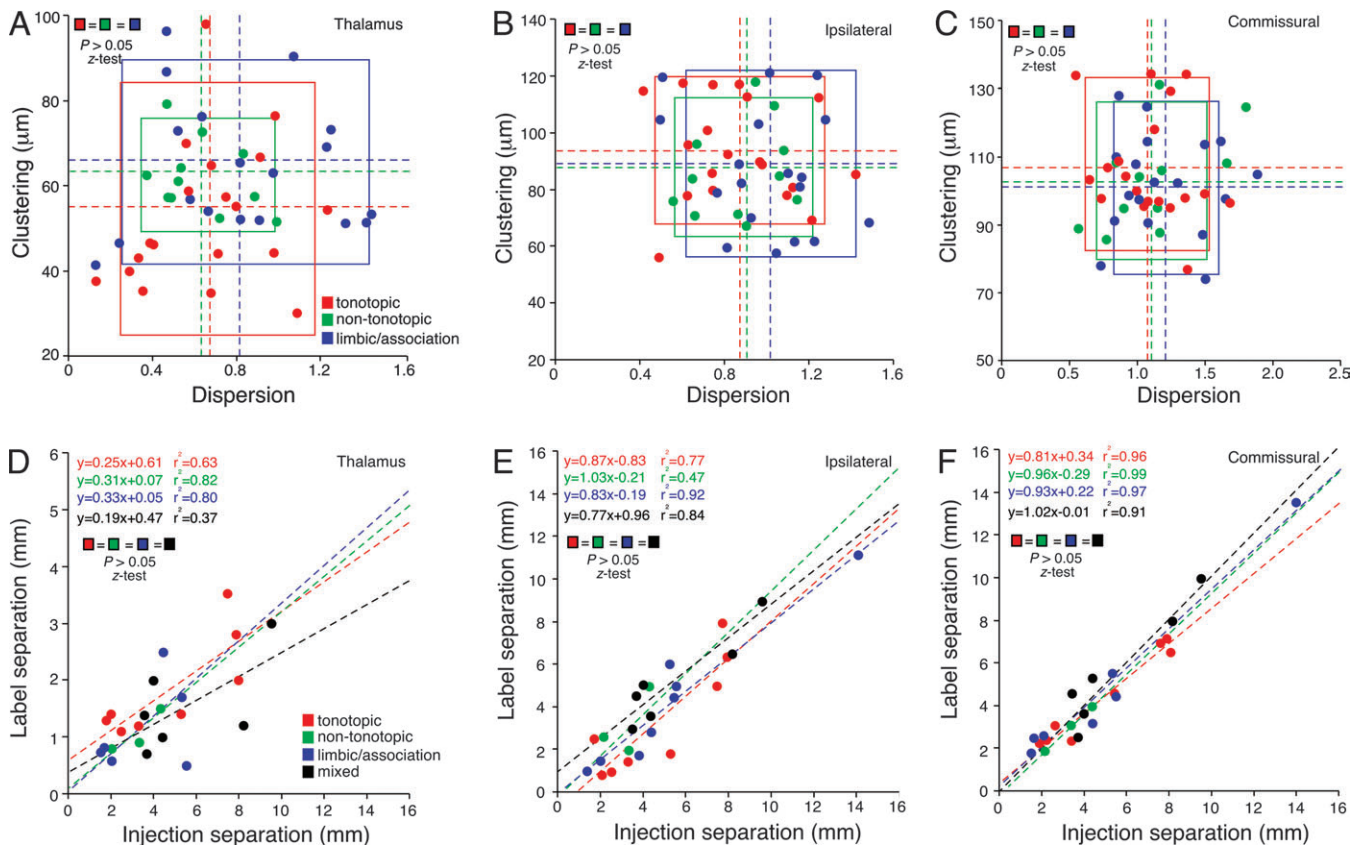 A
= =
P > 0.05
z-test
Thalamus
Clustering (μm)
100
80
60
40
20
0.4
0.8
1.2
1.6
Dispersion
tonotopic
non-tonotopic
limbic/association
B
= =
P > 0.05
z-test
Ipsilateral
Clustering (μm)
140
120
100
80
60
40
20
0
0.4
0.8
1.2
1.6
Dispersion
C
= =
P > 0.05
z-test
Commissural
Clustering (μm)
150
130
110
90
70
50
0
0.5
1.0
1.5
2.0
2.5
Dispersion
D
y=0.25x+0.61 r²=0.63
y=0.31x+0.07 r²=0.82
y=0.33x+0.05 r²=0.80
y=0.19x+0.47 r²=0.37
= = =
P > 0.05
z-test
Thalamus
Label separation (mm)
6
5
4
3
2
1
0
0
2
4
6
8
10
12
14
16
Injection separation (mm)
tonotopic
non-tonotopic
limbic/association
mixed
E
y=0.87x-0.83 r²=0.77
y=1.03x-0.21 r²=0.47
y=0.83x-0.19 r²=0.92
y=0.77x+0.96 r²=0.84
= = =
P > 0.05
z-test
Ipsilateral
Label separation (mm)
16
14
12
10
8
6
4
2
0
0
2
4
6
8
10
12
14
16
Injection separation (mm)
F
y=0.81x+0.34 r²=0.96
y=0.96x-0.29 r²=0.99
y=0.93x+0.22 r²=0.97
y=1.02x-0.01 r²=0.91
= = =
P > 0.05
z-test
Commissural
Label separation (mm)
16
14
12
10
8
6
4
2
0
0
2
4
6
8
10
12
14
16
Injection separation (mm)